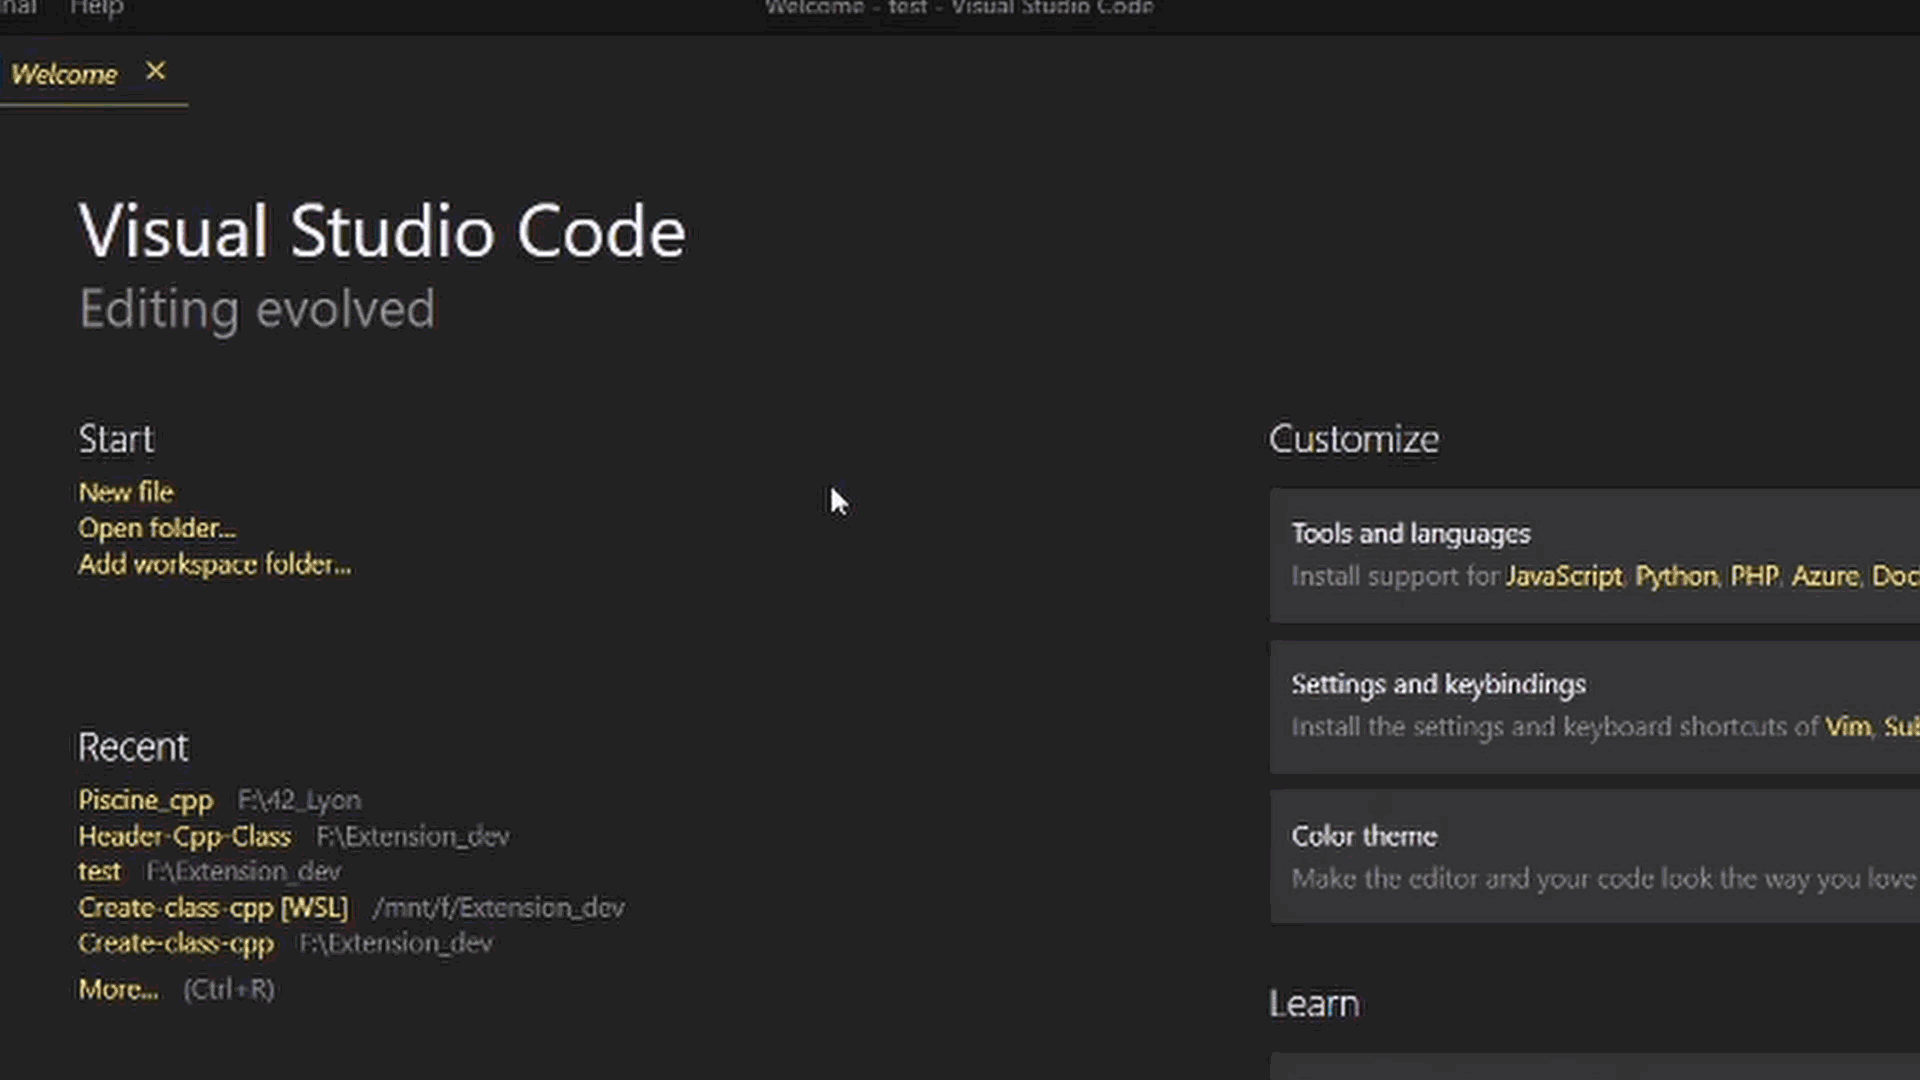 Help
Welcome - test - Visual Studio Code
Welcome
Visual Studio Code
Editing evolved
Start
New file
Open folder...
Add workspace folder...
Recent
Piscine_cpp F:\42_Lyon
Header-Cpp-Class F:\Extension_dev
test F:\Extension_dev
Create-class-cpp [WSL] /mnt/f/Extension_dev
Create-class-cpp F:\Extension_dev
More... (Ctrl+R)
Customize
Tools and languages
Install support for JavaScript, Python, PHP, Azure, Doc
Settings and keybindings
Install the settings and keyboard shortcuts of Vim, Sub
Color theme
Make the editor and your code look the way you love
Learn